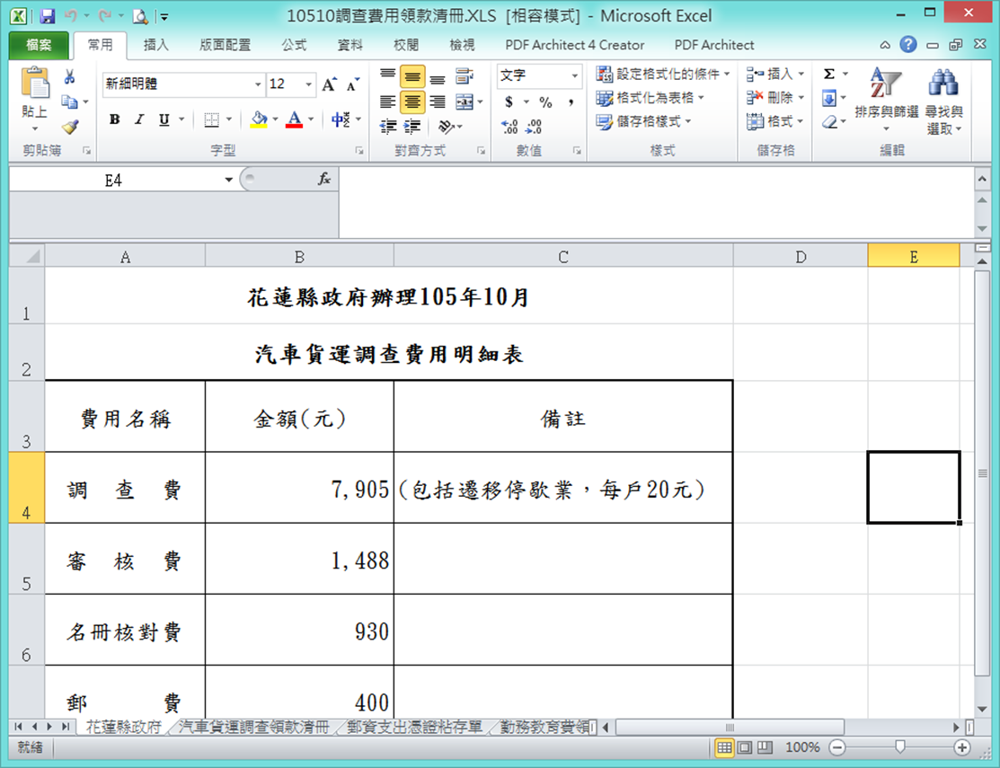 10510調查費用領款清冊.XLS [相容模式] - Microsoft Excel
檔案 常用 插入 版面配置 公式 資料 校閱 檢視 PDF Architect 4 Creator PDF Architect
新細明體 12 文字 設定格式化的條件 插入 Σ
貼上 $ % , 格式化為表格 刪除 排序與篩選 尋找與選取
B I U A 中 儲存格樣式 格式
剪貼簿 字型 對齊方式 數值 樣式 儲存格 編輯
E4 fx
A B C D E
1 花蓮縣政府辦理105年10月
2 汽車貨運調查費用明細表
3 費用名稱 金額(元) 備註
4 調查費 7,905 (包括遷移停歇業，每戶20元)
5 審核費 1,488
6 名冊核對費 930
郵費 400
花蓮縣政府 汽車貨運調查領款清冊 郵資支出憑證粘存單 勤務教育費領
就緒 100%